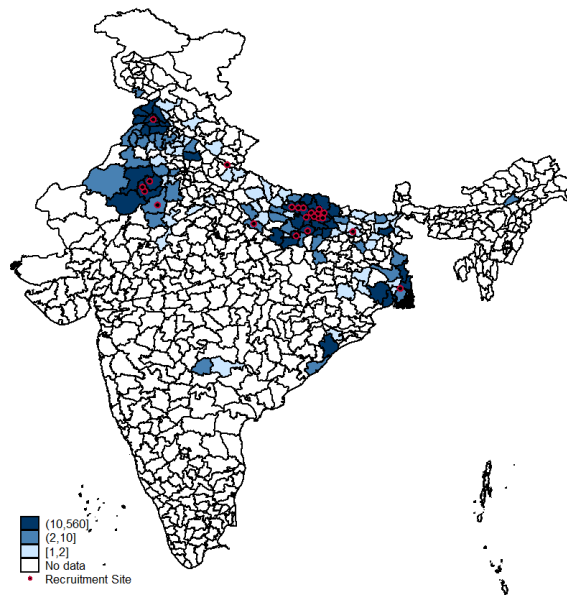 (10,560]
(2,10]
[1,2]
No data
Recruitment Site